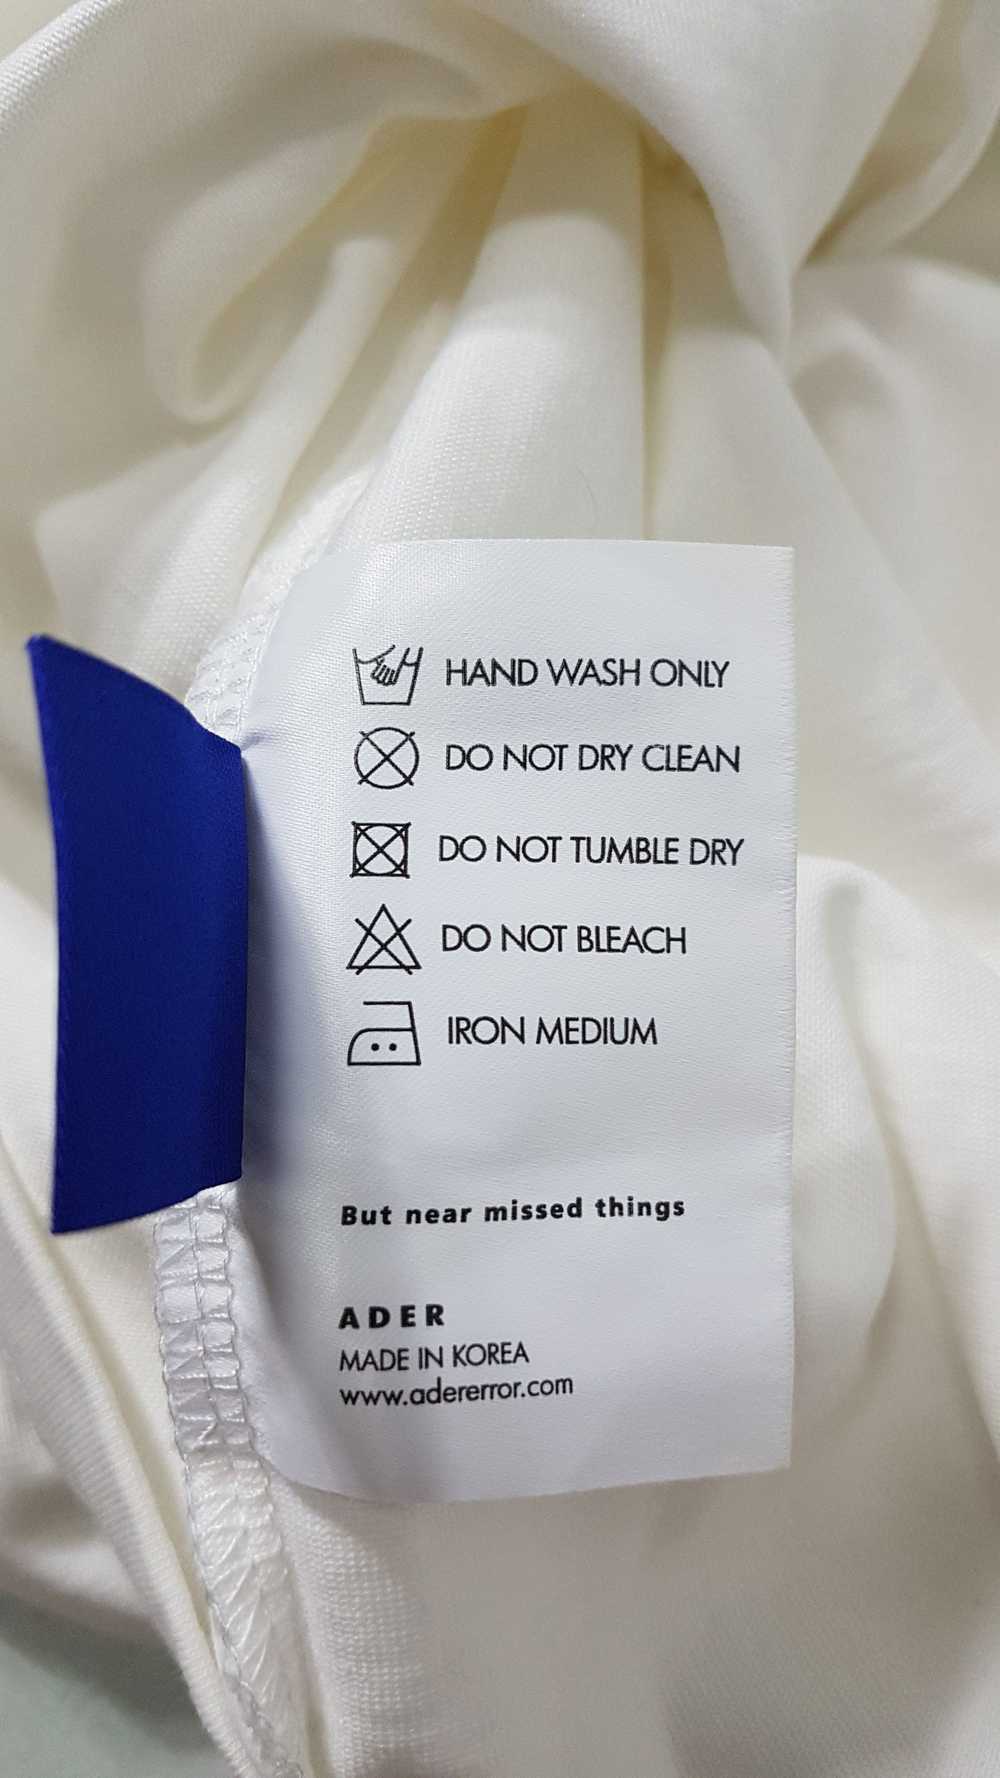 HAND WASH ONLY
DO NOT DRY CLEAN
DO NOT TUMBLE DRY
DO NOT BLEACH
IRON MEDIUM
But near missed things
ADER
MADE IN KOREA
www.adererror.com